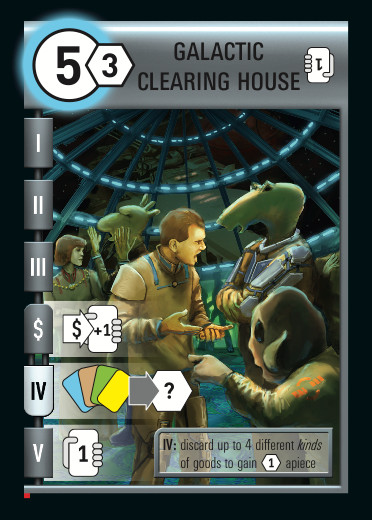 5 3
GALACTIC
CLEARING HOUSE
1
I
II
III
$ $ +1
IV ?
V 1
IV: discard up to 4 different kinds
of goods to gain 1 apiece